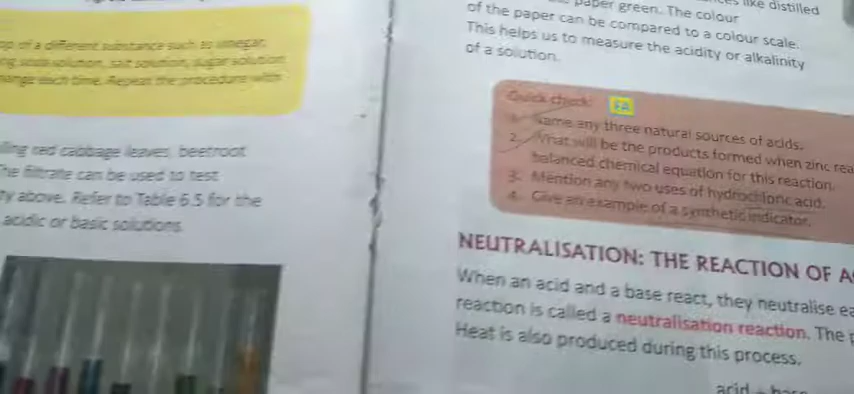 op of a different substance such as vinegar,
ng soda solution, salt solution, sugar solution
hange each time. Repeat the procedure with
lling red cabbage leaves, beetroot
The filtrate can be used to test
ty above. Refer to Table 6.5 for the
acidic or basic solutions.
like distilled
paper green. The colour
of the paper can be compared to a colour scale.
This helps us to measure the acidity or alkalinity
of a solution.
Quick check FA
1. Name any three natural sources of acids.
2. What will be the products formed when zinc rea
balanced chemical equation for this reaction.
3. Mention any two uses of hydrochloric acid.
4. Give an example of a synthetic indicator.
NEUTRALISATION: THE REACTION OF A
When an acid and a base react, they neutralise ea
reaction is called a neutralisation reaction. The p
Heat is also produced during this process.
acid + base